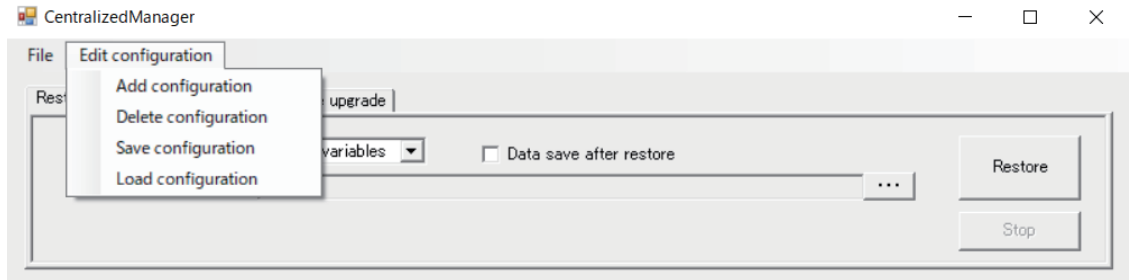 CentralizedManager
File Edit configuration
Add configuration
Rest upgrade
Delete configuration
Save configuration
variables Data save after restore
Restore
Load configuration
...
Stop